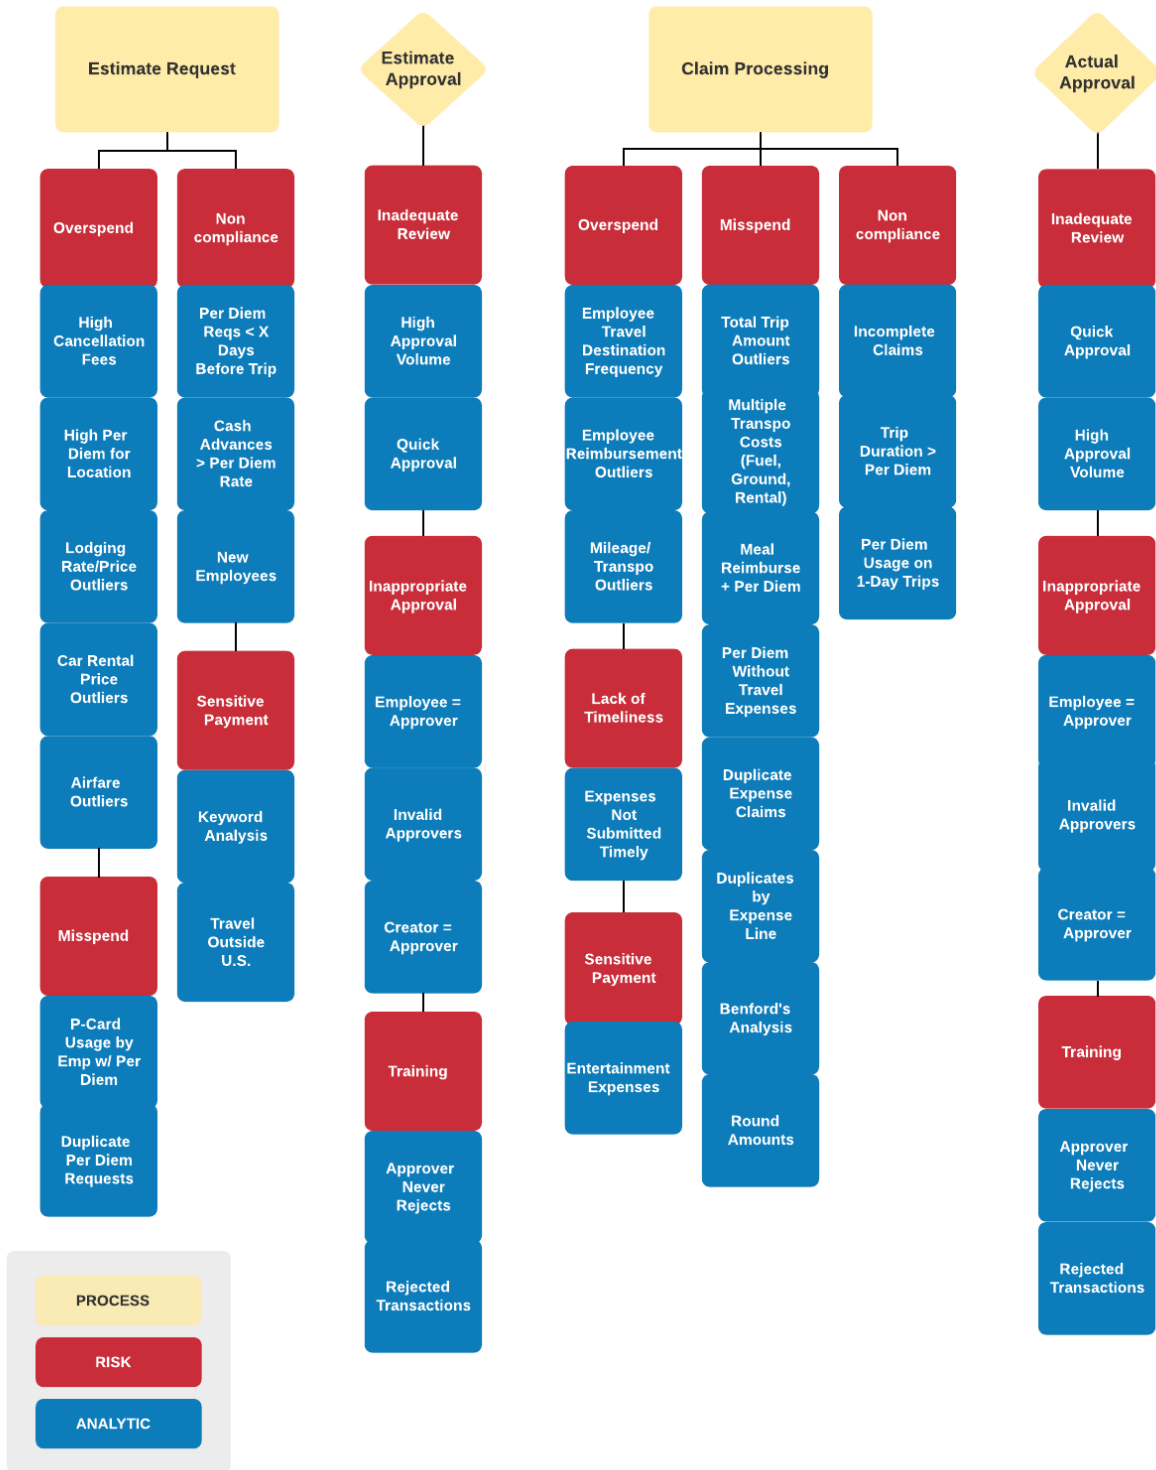 Estimate Request
Overspend
High
Cancellation
Fees
High Per
Diem for
Location
Lodging
Rate/Price
Outliers
Car Rental
Price
Outliers
Airfare
Outliers
Misspend
P-Card
Usage by
Emp w/ Per
Diem
Duplicate
Per Diem
Requests
Non
compliance
Per Diem
Reqs < X
Days
Before Trip
Cash
Advances
> Per Diem
Rate
New
Employees
Sensitive
Payment
Keyword
Analysis
Travel
Outside
U.S.
Estimate
Approval
Inadequate
Review
High
Approval
Volume
Quick
Approval
Inappropriate
Approval
Employee =
Approver
Invalid
Approvers
Creator =
Approver
Training
Approver
Never
Rejects
Rejected
Transactions
Claim Processing
Overspend
Employee
Travel
Destination
Frequency
Employee
Reimbursement
Outliers
Mileage/
Transpo
Outliers
Lack of
Timeliness
Expenses
Not
Submitted
Timely
Sensitive
Payment
Entertainment
Expenses
Misspend
Total Trip
Amount
Outliers
Multiple
Transpo
Costs
(Fuel,
Ground,
Rental)
Meal
Reimburse
+ Per Diem
Per Diem
Without
Travel
Expenses
Duplicate
Expense
Claims
Duplicates
by
Expense
Line
Benford's
Analysis
Round
Amounts
Non
compliance
Incomplete
Claims
Trip
Duration >
Per Diem
Per Diem
Usage on
1-Day Trips
Actual
Approval
Inadequate
Review
Quick
Approval
High
Approval
Volume
Inappropriate
Approval
Employee =
Approver
Invalid
Approvers
Creator =
Approver
Training
Approver
Never
Rejects
Rejected
Transactions
PROCESS
RISK
ANALYTIC